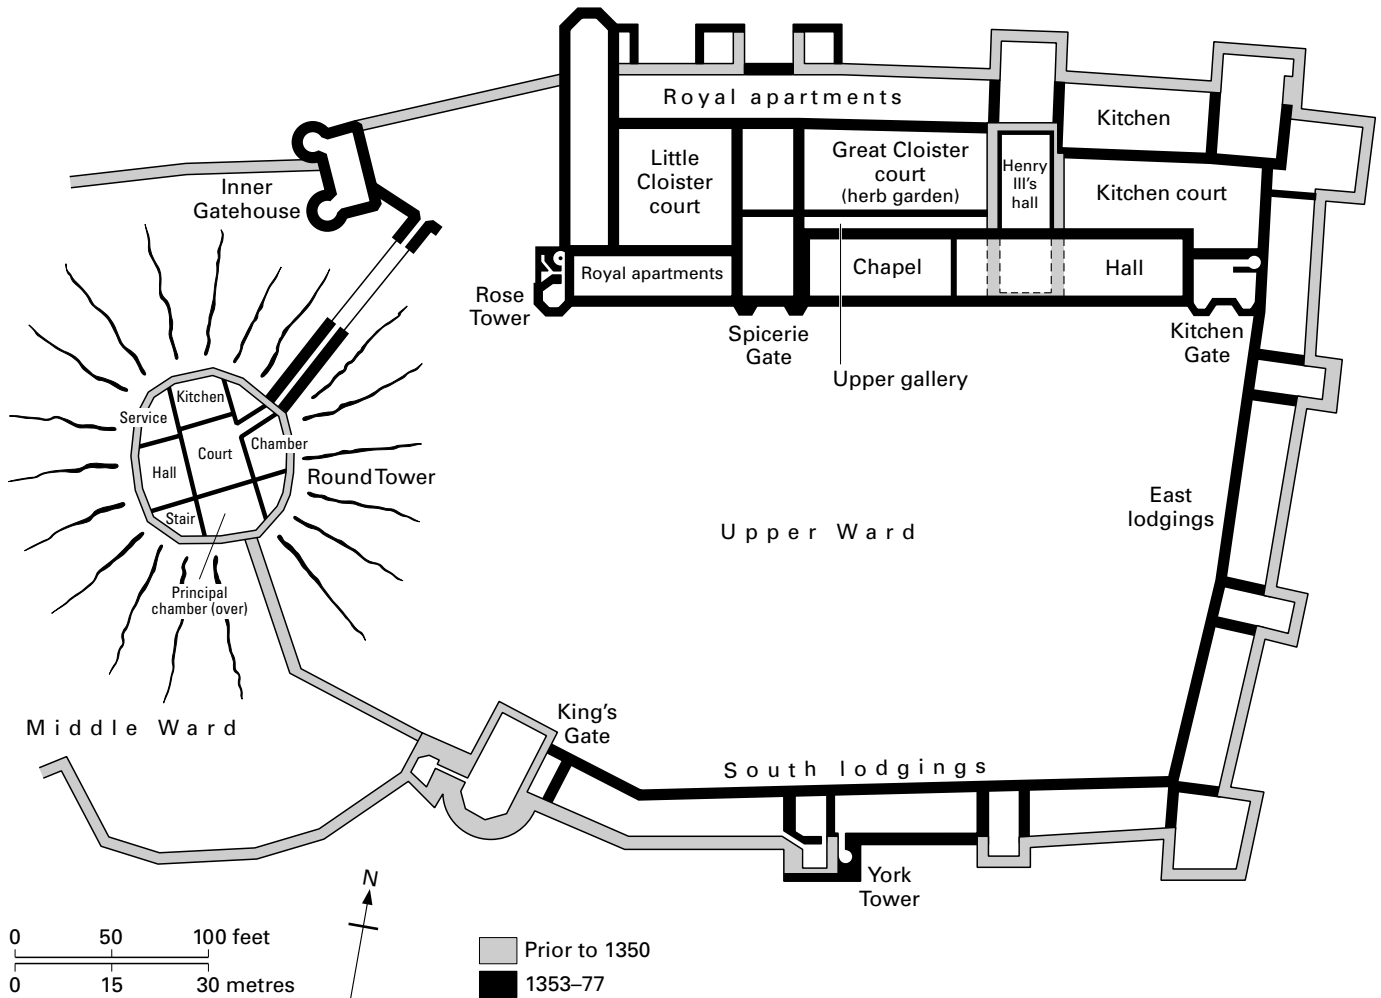 Royal apartments
Kitchen
Little
Cloister
court
Great Cloister
court
(herb garden)
Henry
III's
hall
Kitchen court
Inner
Gatehouse
Royal apartments
Chapel
Hall
Rose
Tower
Spicerie
Gate
Kitchen
Gate
Upper gallery
Kitchen
Service
Court
Chamber
Hall
Round Tower
Stair
Principal
chamber (over)
East
lodgings
Upper Ward
Middle Ward
King's
Gate
South lodgings
York
Tower
N
0 50 100 feet
0 15 30 metres
Prior to 1350
1353–77